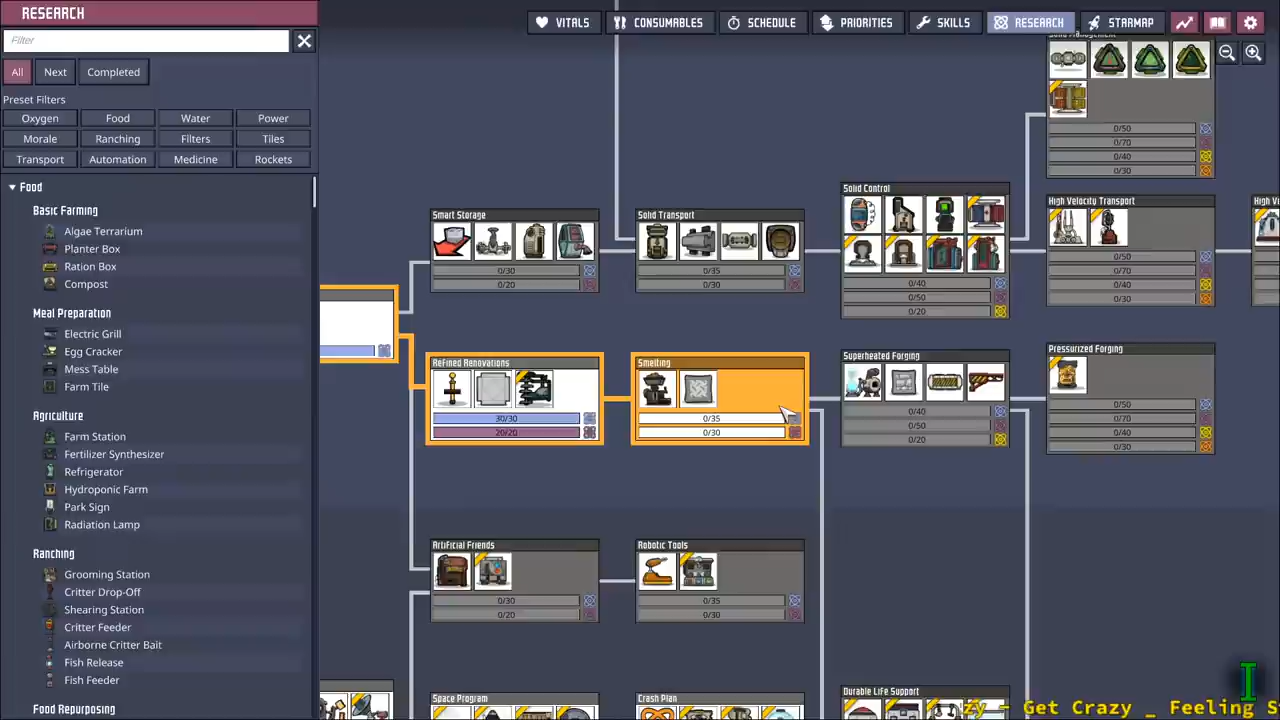 RESEARCH
VITALS
CONSUMABLES
SCHEDULE
PRIORITIES
SKILLS
RESEARCH
STARMAP
Filter
All
Next
Completed
Preset Filters
Oxygen
Food
Water
Power
Morale
Ranching
Filters
Tiles
Transport
Automation
Medicine
Rockets
Food
Basic Farming
Algae Terrarium
Planter Box
Ration Box
Compost
Meal Preparation
Electric Grill
Egg Cracker
Mess Table
Farm Tile
Agriculture
Farm Station
Fertilizer Synthesizer
Refrigerator
Hydroponic Farm
Park Sign
Radiation Lamp
Ranching
Grooming Station
Critter Drop-Off
Shearing Station
Critter Feeder
Airborne Critter Bait
Fish Release
Fish Feeder
Food Repurposing
Solid Management
0/50
0/70
0/40
0/30
Smart Storage
0/30
0/20
Solid Transport
0/35
0/30
Solid Control
0/40
0/50
0/20
High Velocity Transport
0/50
0/70
0/40
0/30
High V
Refined Renovations
30/30
20/20
Smelting
0/35
0/30
Superheated Forging
0/40
0/50
0/20
Pressurized Forging
0/50
0/70
0/40
0/30
Artificial Friends
0/30
0/20
Robotic Tools
0/35
0/30
Space Program
Crash Plan
Durable Life Support
zy - Get Crazy _ Feeling S